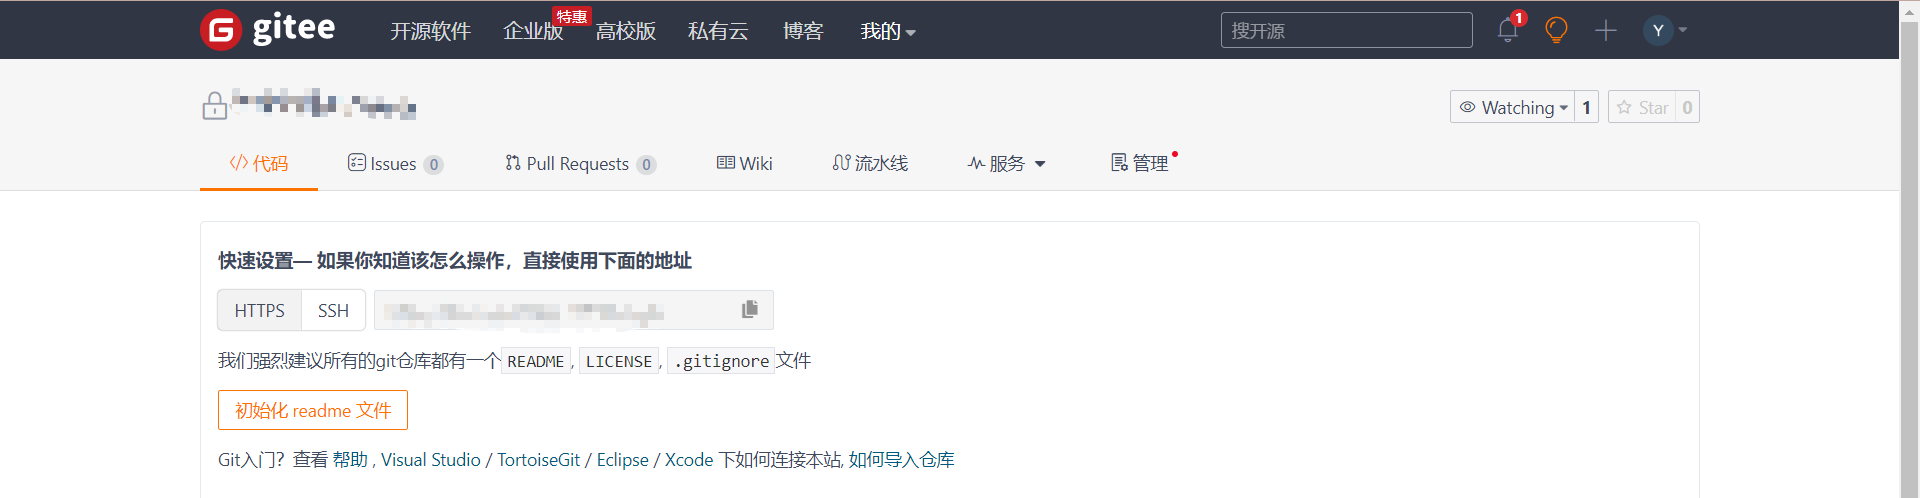 gitee 开源软件 企业版 特惠 高校版 私有云 博客 我的 搜开源 1 Y
Watching 1 Star 0
代码 Issues 0 Pull Requests 0 Wiki 流水线 服务 管理
快速设置— 如果你知道该怎么操作，直接使用下面的地址
HTTPS SSH
我们强烈建议所有的git仓库都有一个 README, LICENSE, .gitignore 文件
初始化 readme 文件
Git入门？查看 帮助 , Visual Studio / TortoiseGit / Eclipse / Xcode 下如何连接本站, 如何导入仓库